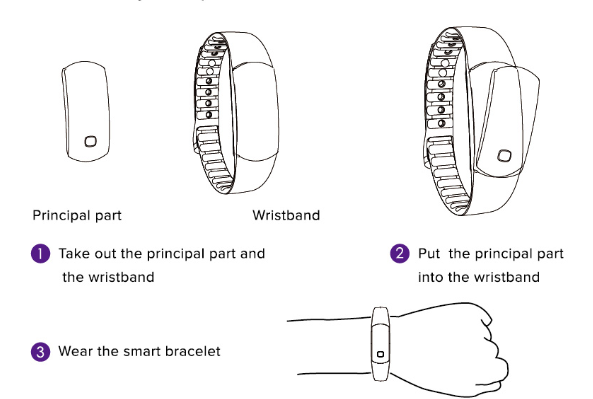 Principal part
Wristband
1 Take out the principal part and
the wristband
2 Put the principal part
into the wristband
3 Wear the smart bracelet